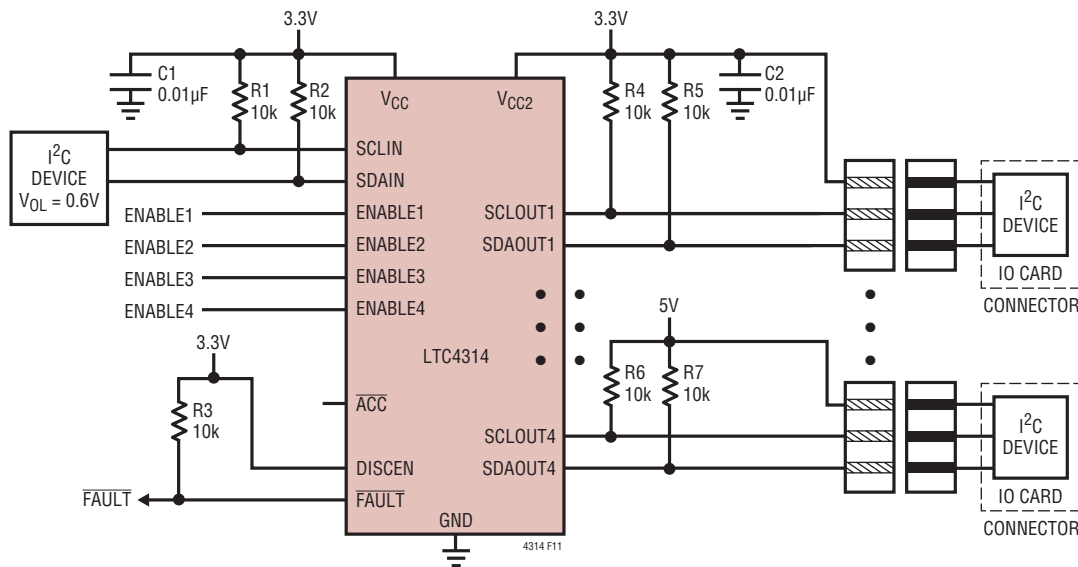 3.3V
3.3V
C1
0.01µF
R1
10k
R2
10k
VCC
VCC2
R4
10k
R5
10k
C2
0.01µF
I²C
DEVICE
VOL = 0.6V
SCLIN
SDAIN
ENABLE1
ENABLE2
ENABLE3
ENABLE4
ENABLE1
ENABLE2
ENABLE3
ENABLE4
SCLOUT1
SDAOUT1
I²C
DEVICE
IO CARD
CONNECTOR
3.3V
R3
10k
LTC4314
5V
R6
10k
R7
10k
ACC
DISCEN
FAULT
FAULT
GND
SCLOUT4
SDAOUT4
I²C
DEVICE
IO CARD
CONNECTOR
4314 F11